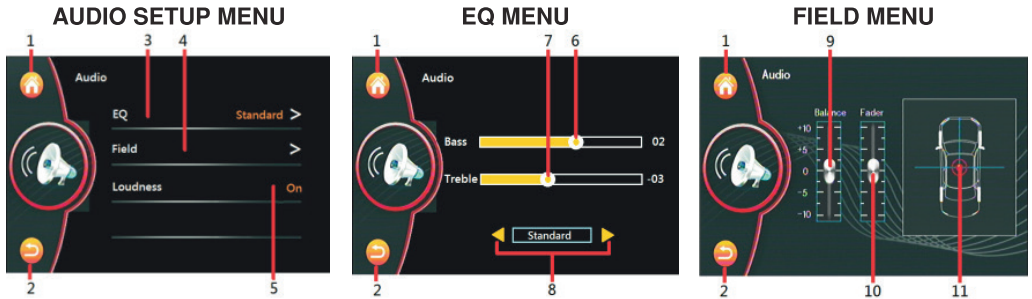 AUDIO SETUP MENU
1 3 4
Audio
EQ Standard >
Field >
Loudness On
2 5
EQ MENU
1 7 6
Audio
Bass 02
Treble -03
Standard
2 8
FIELD MENU
1 9
Audio
Balance Fader
+10
+5
0
-5
-10
2 10 11